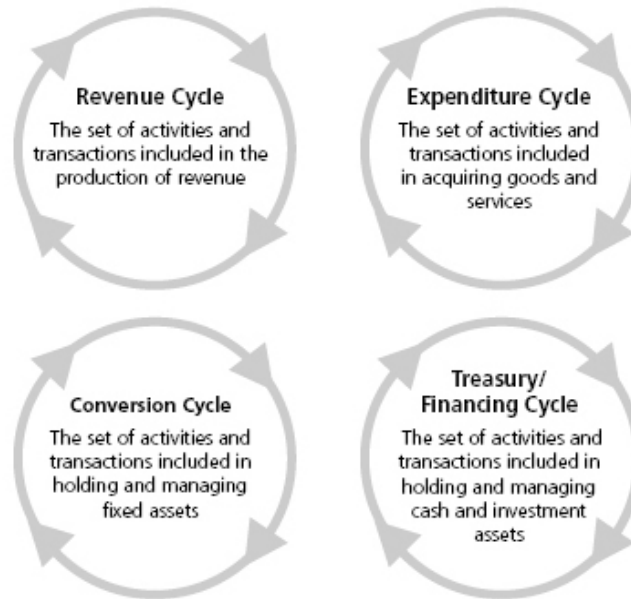 Revenue Cycle
The set of activities and
transactions included in the
production of revenue
Expenditure Cycle
The set of activities and
transactions included
in acquiring goods and
services
Conversion Cycle
The set of activities and
transactions included in
holding and managing
fixed assets
Treasury/
Financing Cycle
The set of activities and
transactions included in
holding and managing
cash and investment
assets